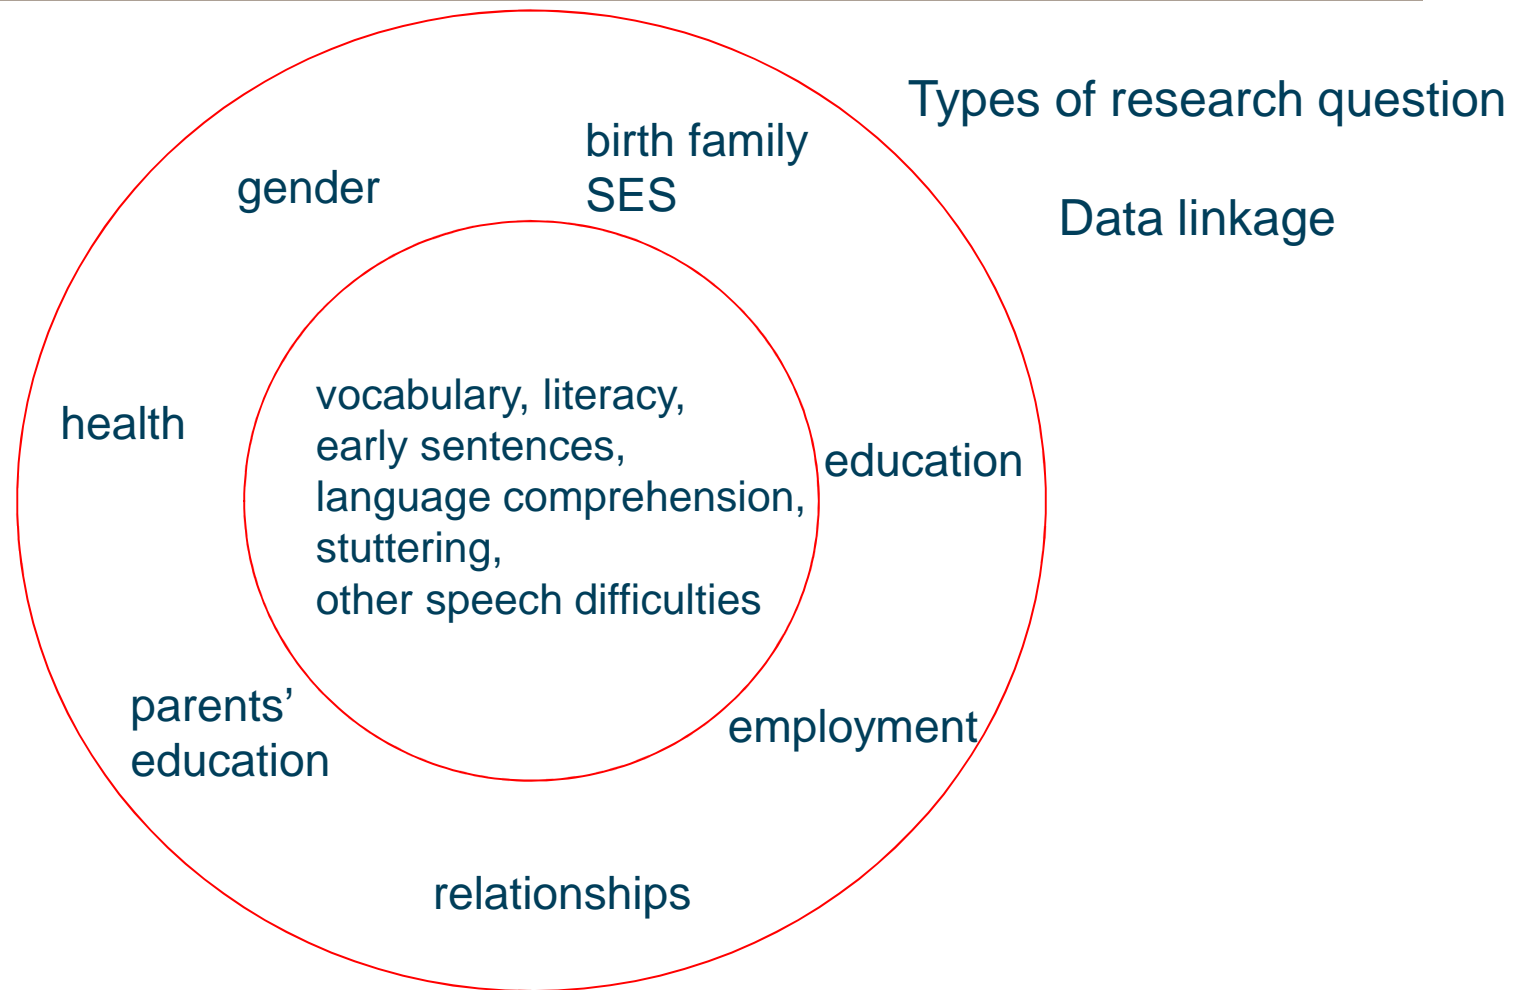 Types of research question
Data linkage
birth family
SES
gender
health
vocabulary, literacy,
early sentences,
language comprehension,
stuttering,
other speech difficulties
education
parents’
education
employment
relationships